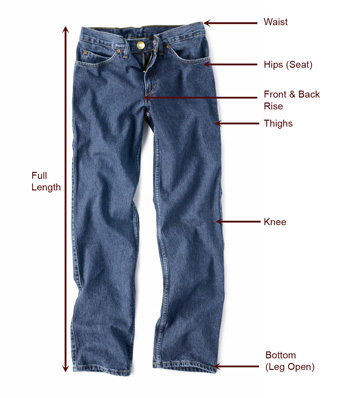 Waist
Hips (Seat)
Front & Back
Rise
Thighs
Full
Length
Knee
Bottom
(Leg Open)